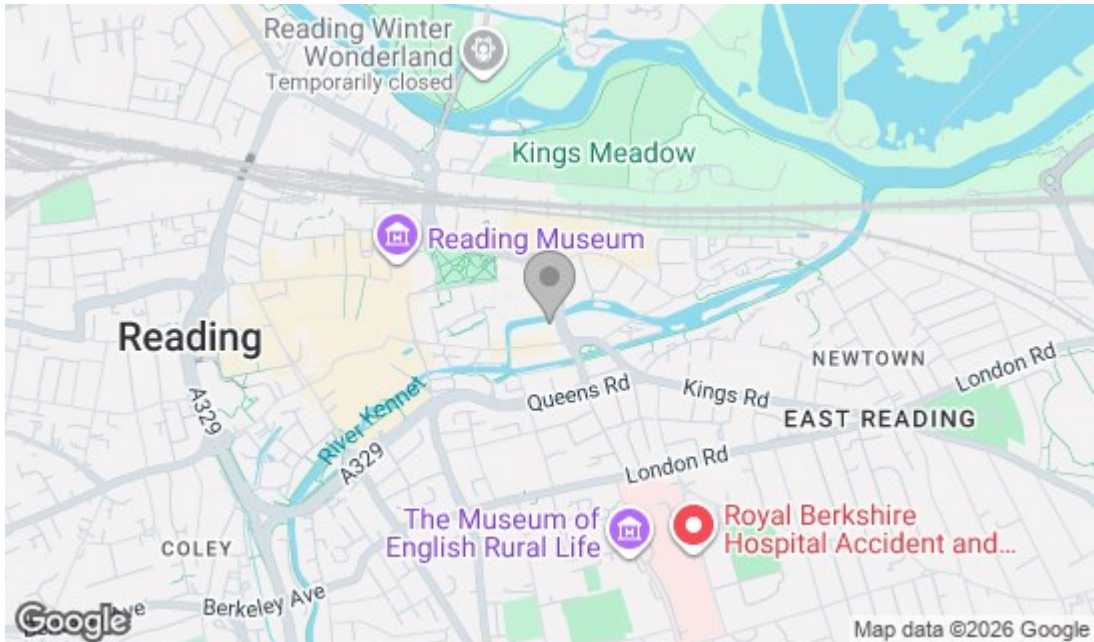 Reading Winter
Wonderland
Temporarily closed
Kings Meadow
Reading Museum
Reading
NEWTOWN
London Rd
Kings Rd
Queens Rd
EAST READING
A329
River Kennet
A329
London Rd
The Museum of
English Rural Life
Royal Berkshire
Hospital Accident and...
COLEY
Berkeley Ave
Ave
Google
Map data ©2026 Google